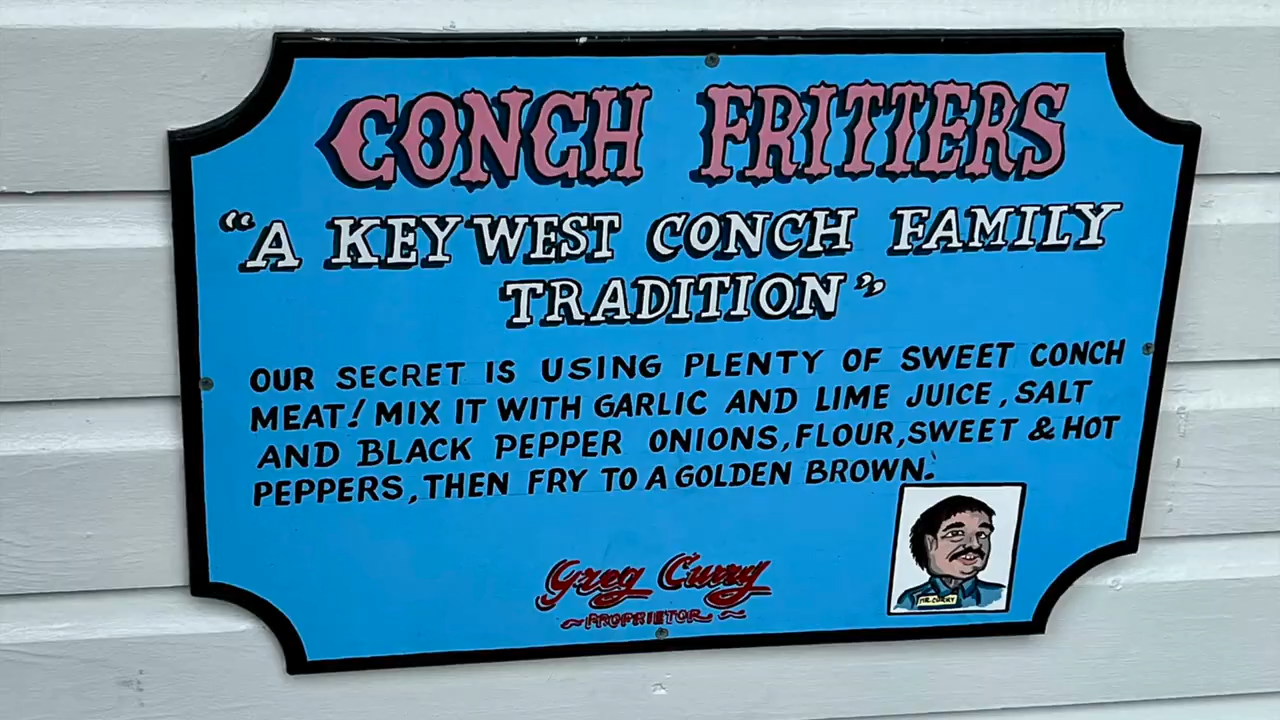 CONCH FRITTERS
"A KEY WEST CONCH FAMILY
TRADITION"
OUR SECRET IS USING PLENTY OF SWEET CONCH
MEAT! MIX IT WITH GARLIC AND LIME JUICE, SALT
AND BLACK PEPPER ONIONS, FLOUR, SWEET & HOT
PEPPERS, THEN FRY TO A GOLDEN BROWN.
Greg Curry
~PROPRIETOR~
MR. CURRY